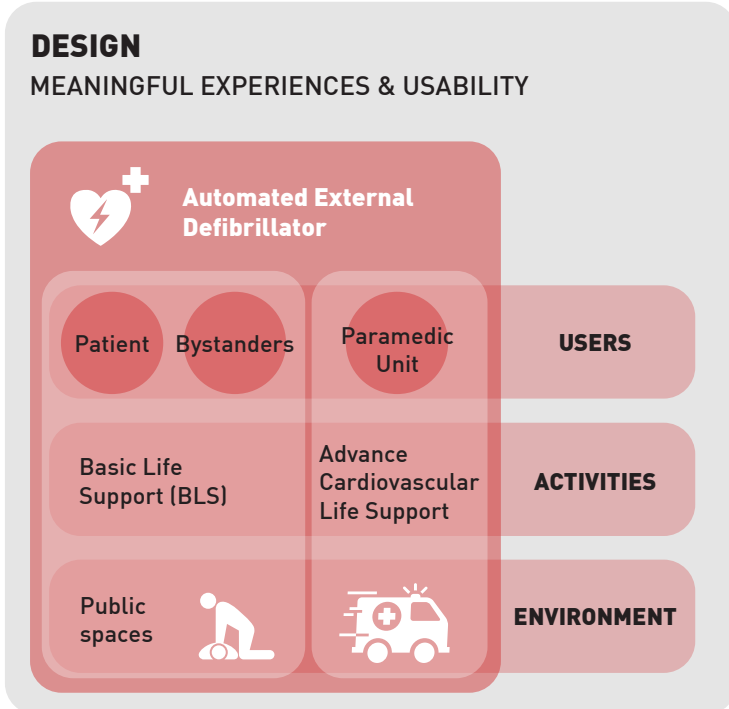 DESIGN
MEANINGFUL EXPERIENCES & USABILITY
Automated External
Defibrillator
Patient
Bystanders
Paramedic
Unit
USERS
Basic Life
Support (BLS)
Advance
Cardiovascular
Life Support
ACTIVITIES
Public
spaces
ENVIRONMENT